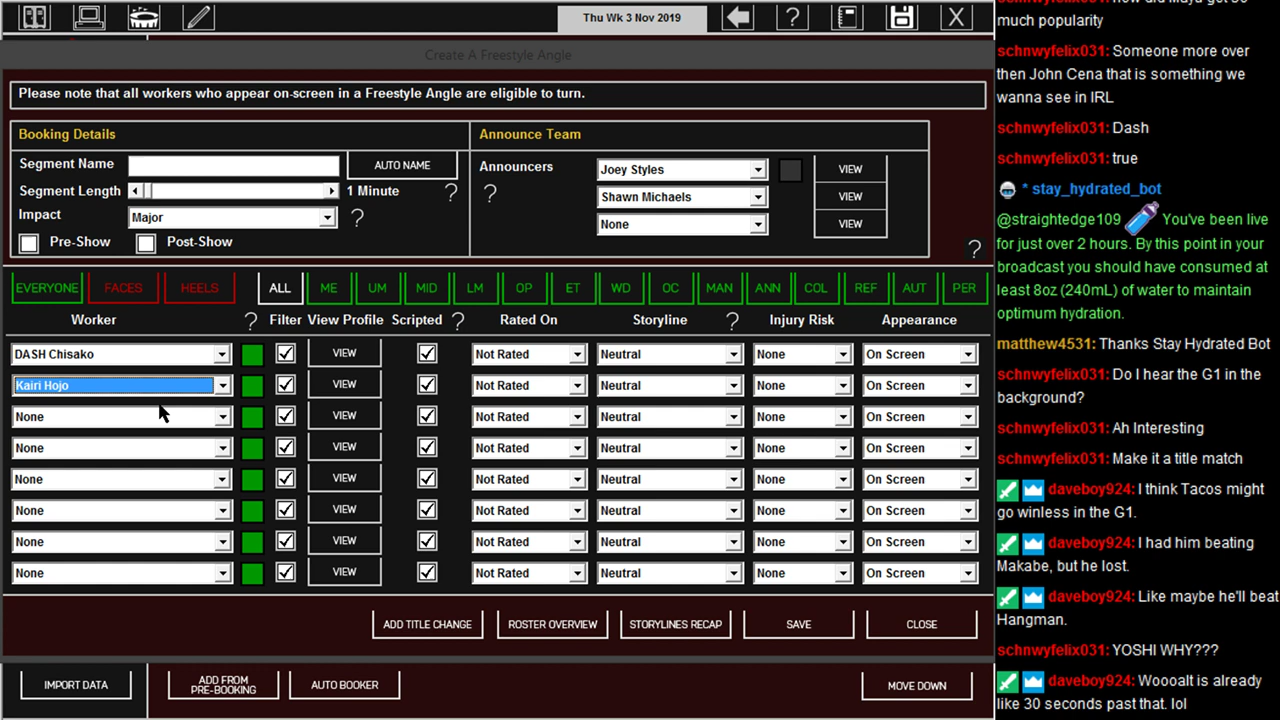 Thu Wk 3 Nov 2019
Create A Freestyle Angle
Please note that all workers who appear on-screen in a Freestyle Angle are eligible to turn.
Booking Details
Segment Name
AUTO NAME
Segment Length
1 Minute
?
Impact
Major
?
Pre-Show
Post-Show
Announce Team
Announcers
?
Joey Styles
VIEW
Shawn Michaels
VIEW
None
VIEW
?
EVERYONE FACES HEELS ALL ME UM MID LM OP ET WD OC MAN ANN COL REF AUT PER
Worker ? Filter View Profile Scripted ? Rated On Storyline ? Injury Risk Appearance
DASH Chisako VIEW Not Rated Neutral None On Screen
Kairi Hojo VIEW Not Rated Neutral None On Screen
None VIEW Not Rated Neutral None On Screen
None VIEW Not Rated Neutral None On Screen
None VIEW Not Rated Neutral None On Screen
None VIEW Not Rated Neutral None On Screen
None VIEW Not Rated Neutral None On Screen
None VIEW Not Rated Neutral None On Screen
ADD TITLE CHANGE ROSTER OVERVIEW STORYLINES RECAP SAVE CLOSE
IMPORT DATA
ADD FROM
PRE-BOOKING
AUTO BOOKER
MOVE DOWN
much popularity
schnwyfelix031: Someone more over
then John Cena that is something we
wanna see in IRL
schnwyfelix031: Dash
schnwyfelix031: true
* stay_hydrated_bot
@straightedge109 You've been live
for just over 2 hours. By this point in your
broadcast you should have consumed at
least 8oz (240mL) of water to maintain
optimum hydration.
matthew4531: Thanks Stay Hydrated Bot
schnwyfelix031: Do I hear the G1 in the
background?
schnwyfelix031: Ah Interesting
schnwyfelix031: Make it a title match
daveboy924: I think Tacos might
go winless in the G1.
daveboy924: I had him beating
Makabe, but he lost.
daveboy924: Like maybe he'll beat
Hangman.
schnwyfelix031: YOSHI WHY???
daveboy924: Woooalt is already
like 30 seconds past that. lol